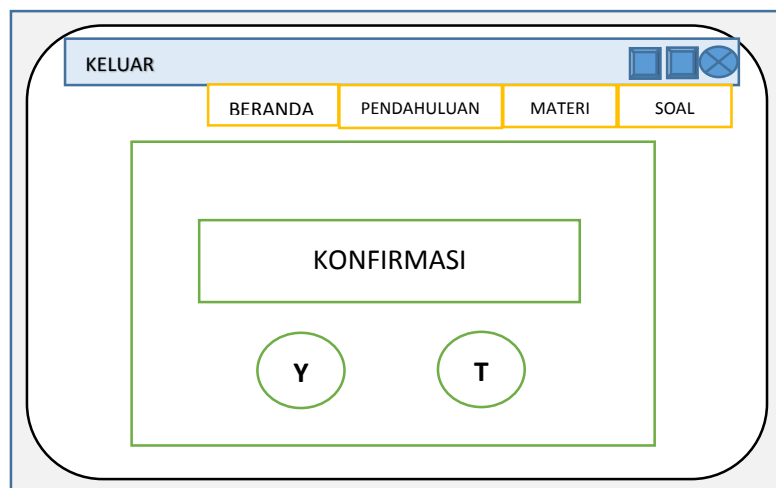 KELUAR
BERANDA PENDAHULUAN MATERI SOAL
KONFIRMASI
Y T